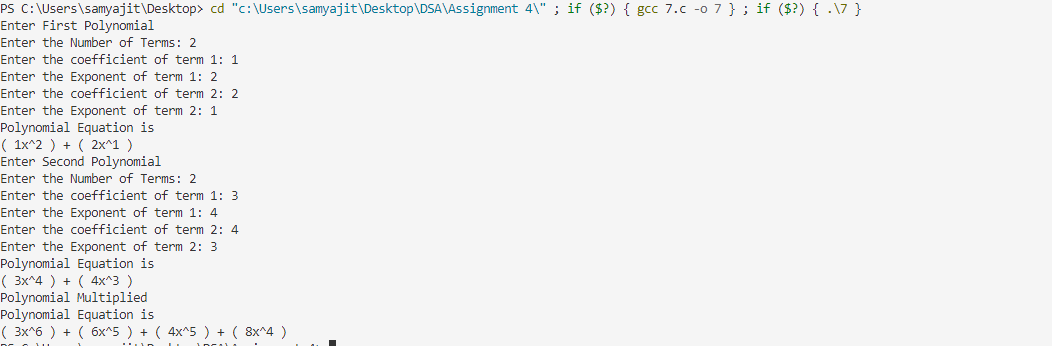 PS C:\Users\samyajit\Desktop> cd "c:\Users\samyajit\Desktop\DSA\Assignment 4\" ; if ($?) { gcc 7.c -o 7 } ; if ($?) { .\7 }
Enter First Polynomial
Enter the Number of Terms: 2
Enter the coefficient of term 1: 1
Enter the Exponent of term 1: 2
Enter the coefficient of term 2: 2
Enter the Exponent of term 2: 1
Polynomial Equation is
( 1x^2 ) + ( 2x^1 )
Enter Second Polynomial
Enter the Number of Terms: 2
Enter the coefficient of term 1: 3
Enter the Exponent of term 1: 4
Enter the coefficient of term 2: 4
Enter the Exponent of term 2: 3
Polynomial Equation is
( 3x^4 ) + ( 4x^3 )
Polynomial Multiplied
Polynomial Equation is
( 3x^6 ) + ( 6x^5 ) + ( 4x^5 ) + ( 8x^4 )